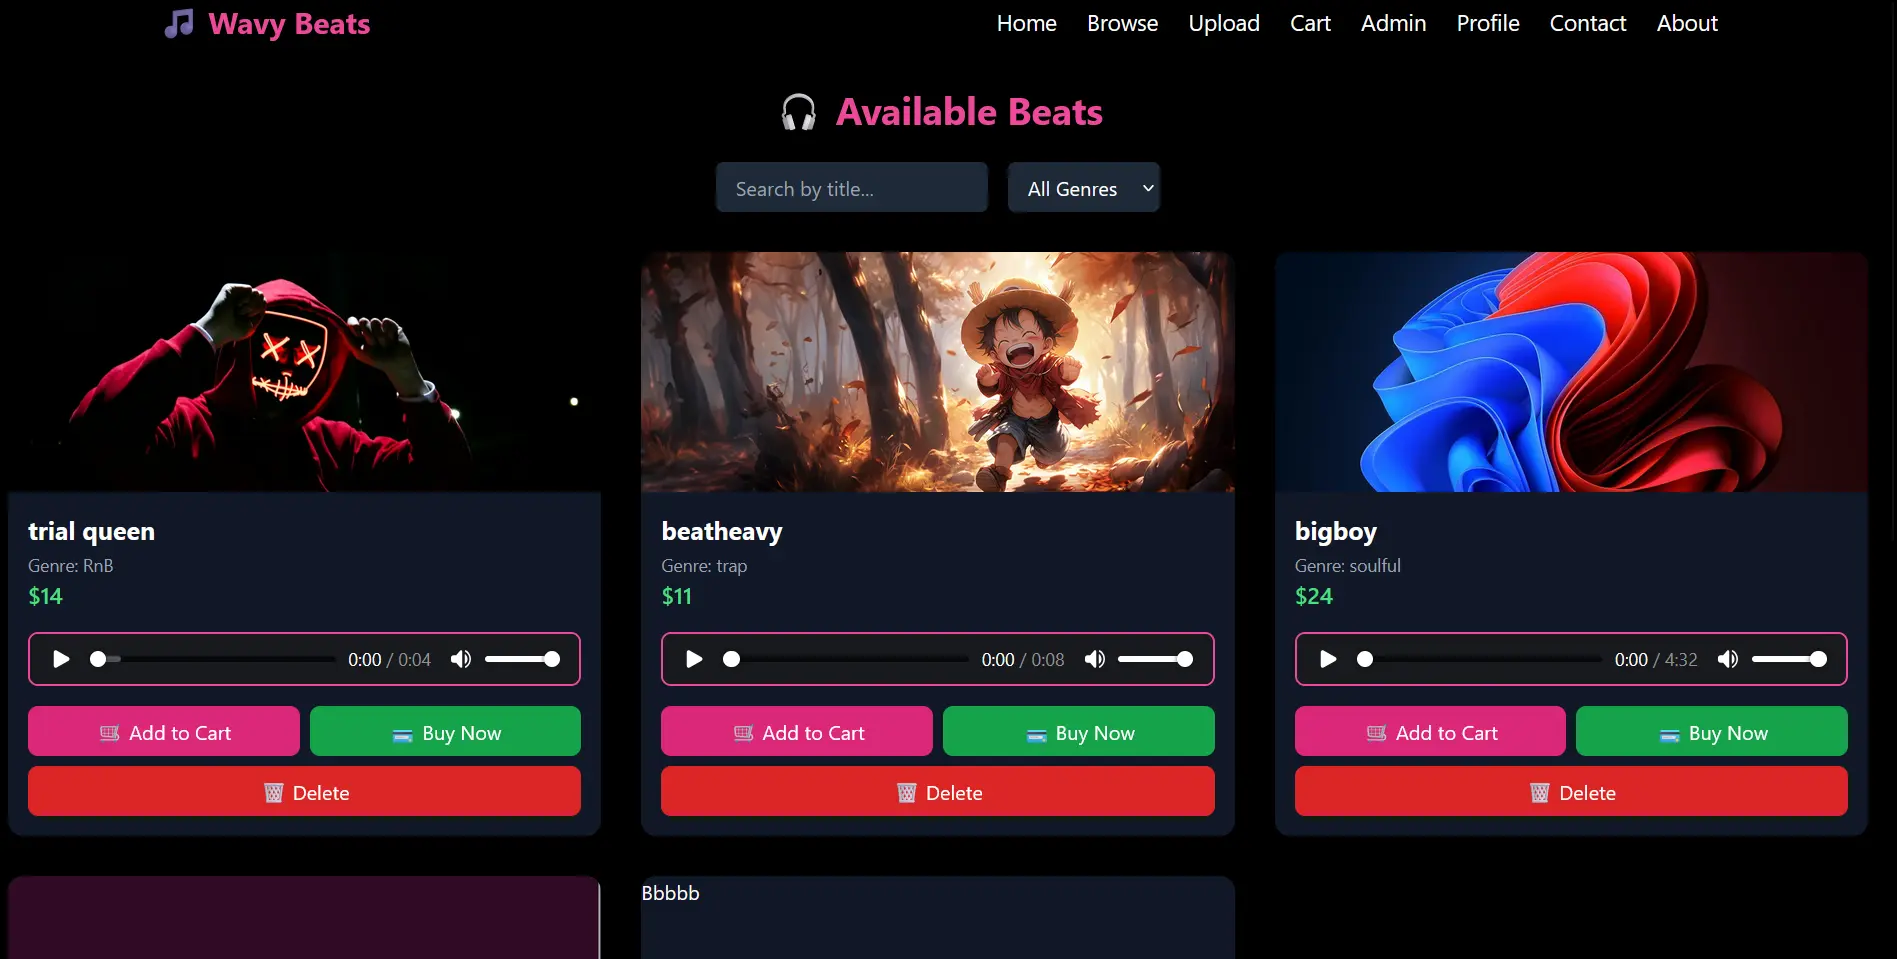 Wavy Beats
Home Browse Upload Cart Admin Profile Contact About
Available Beats
Search by title... All Genres
trial queen
Genre: RnB
$14
0:00 / 0:04
Add to Cart Buy Now
Delete
beatheavy
Genre: trap
$11
0:00 / 0:08
Add to Cart Buy Now
Delete
bigboy
Genre: soulful
$24
0:00 / 4:32
Add to Cart Buy Now
Delete
Bbbbb